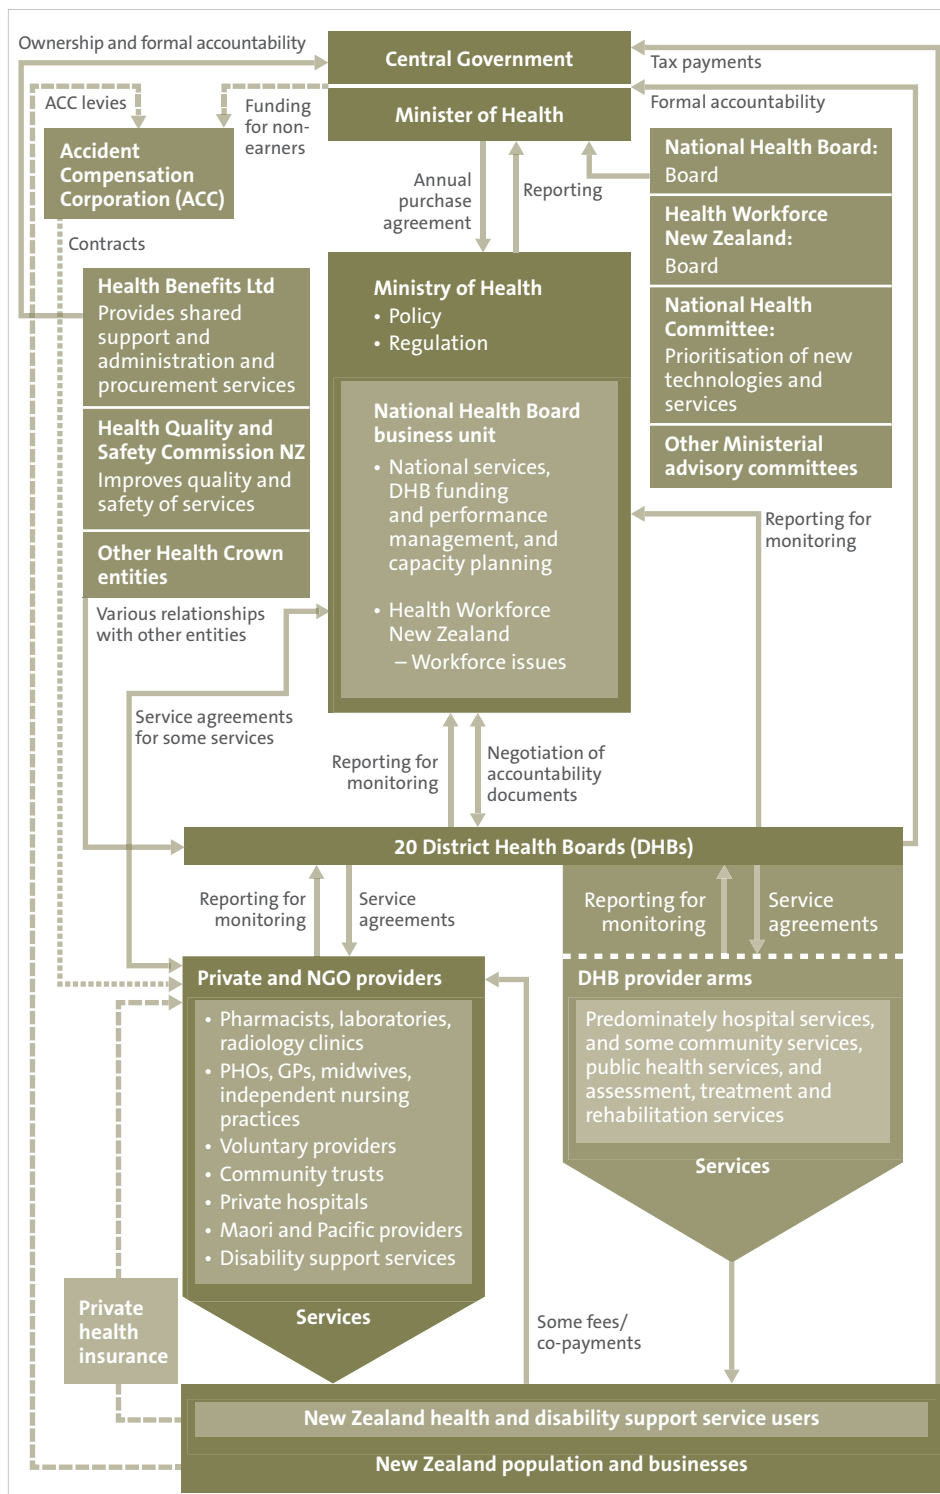 Ownership and formal accountability
Central Government
Tax payments
ACC levies
Funding
for non-
earners
Formal accountability
Minister of Health
Accident
Compensation
Corporation (ACC)
Annual
purchase
agreement
Reporting
National Health Board:
Board
Health Workforce
New Zealand:
Board
National Health
Committee:
Prioritisation of new
technologies and
services
Other Ministerial
advisory committees
Contracts
Health Benefits Ltd
Provides shared
support and
administration and
procurement services
Health Quality and
Safety Commission NZ
Improves quality and
safety of services
Other Health Crown
entities
Ministry of Health
• Policy
• Regulation
National Health Board
business unit
• National services,
DHB funding
and performance
management, and
capacity planning
• Health Workforce
New Zealand
– Workforce issues
Reporting for
monitoring
Various relationships
with other entities
Service agreements
for some services
Reporting for
monitoring
Negotiation of
accountability
documents
20 District Health Boards (DHBs)
Reporting for
monitoring
Service
agreements
Reporting for
monitoring
Service
agreements
Private and NGO providers
• Pharmacists, laboratories,
radiology clinics
• PHOs, GPs, midwives,
independent nursing
practices
• Voluntary providers
• Community trusts
• Private hospitals
• Maori and Pacific providers
• Disability support services
Services
DHB provider arms
Predominately hospital services,
and some community services,
public health services, and
assessment, treatment and
rehabilitation services
Services
Private
health
insurance
Some fees/
co-payments
New Zealand health and disability support service users
New Zealand population and businesses